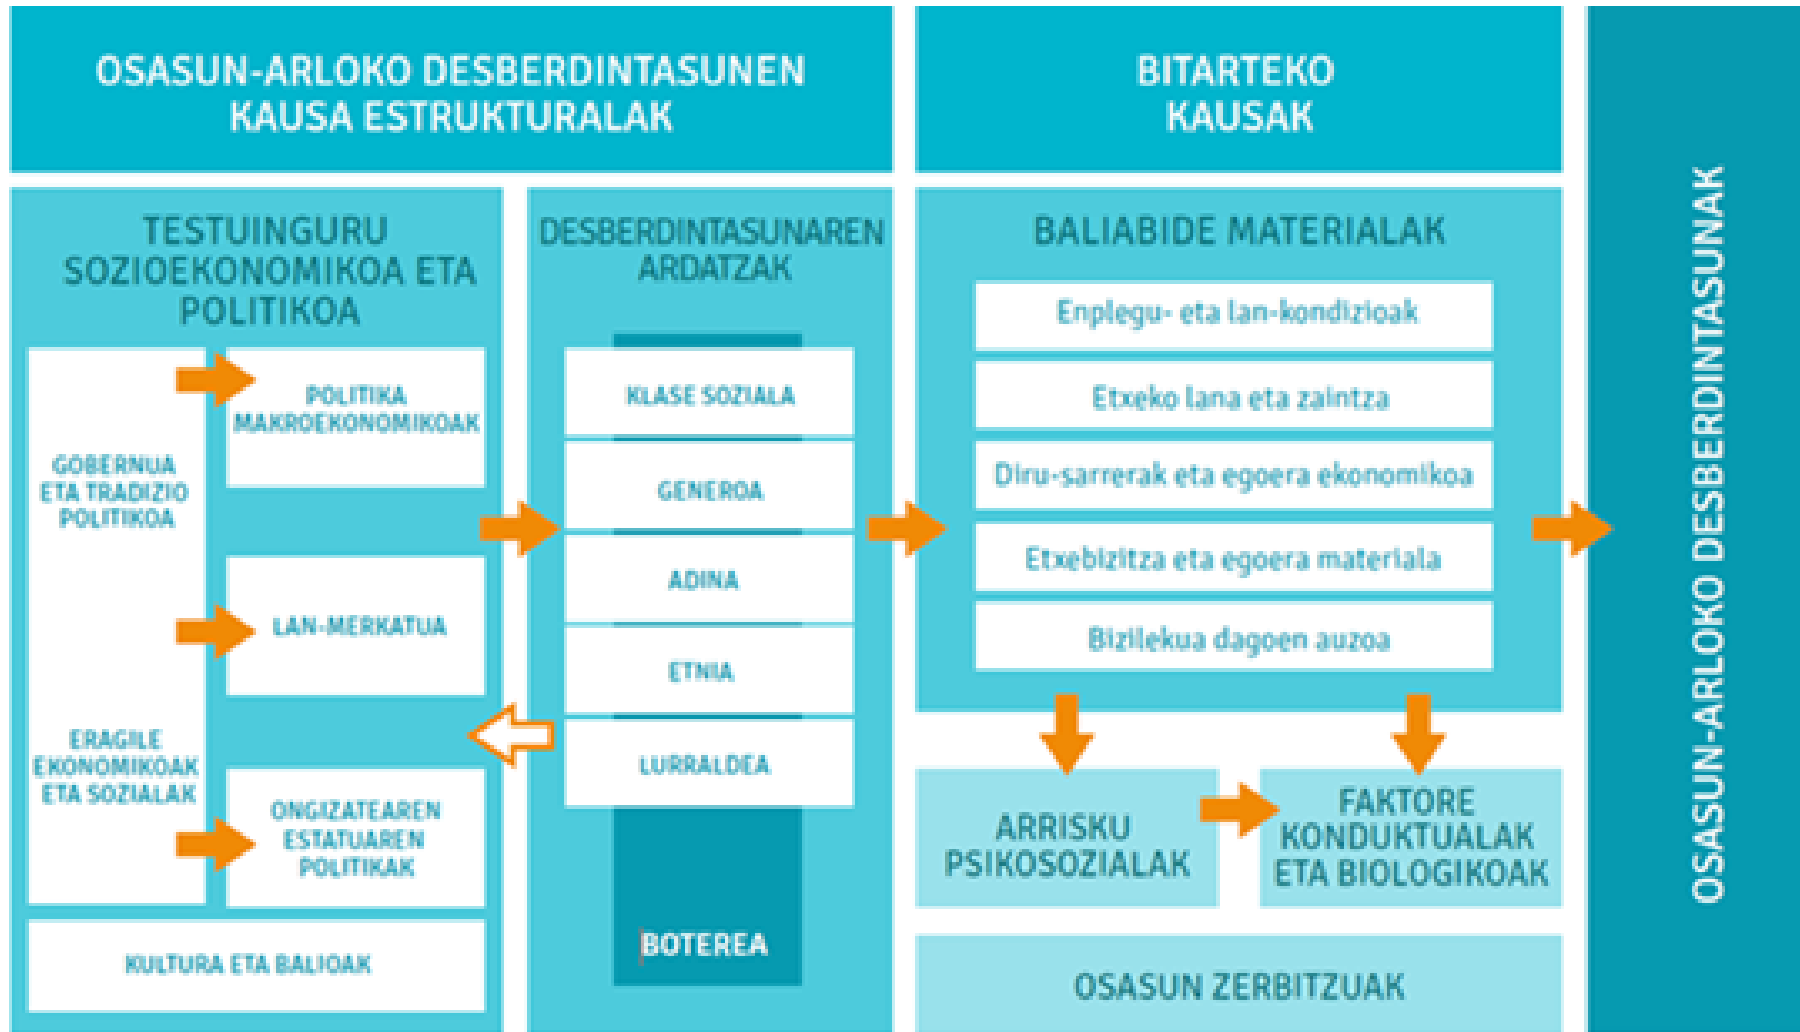 OSASUN-ARLOKO DESBERDINTASUNEN
KAUSA ESTRUKTURALAK
BITARTEKO
KAUSAK
TESTUINGURU
SOZIOEKONOMIKOA ETA
POLITIKOA
GOBERNUA
ETA TRADIZIO
POLITIKOA
ERAGILE
EKONOMIKOAK
ETA SOZIALAK
POLITIKA
MAKROEKONOMIKOAK
LAN-MERKATUA
ONGIZATEAREN
ESTATUAREN
POLITIKAK
KULTURA ETA BALIOAK
DESBERDINTASUNAREN
ARDATZAK
KLASE SOZIALA
GENEROA
ADINA
ETNIA
LURRALDEA
BOTEREA
BALIABIDE MATERIALAK
Enplegu- eta lan-kondizioak
Etxeko lana eta zaintza
Diru-sarrerak eta egoera ekonomikoa
Etxebizitza eta egoera materiala
Bizilekua dagoen auzoa
ARRISKU
PSIKOSOZIALAK
FAKTORE
KONDUKTUALAK
ETA BIOLOGIKOAK
OSASUN ZERBITZUAK
OSASUN-ARLOKO DESBERDINTASUNAK